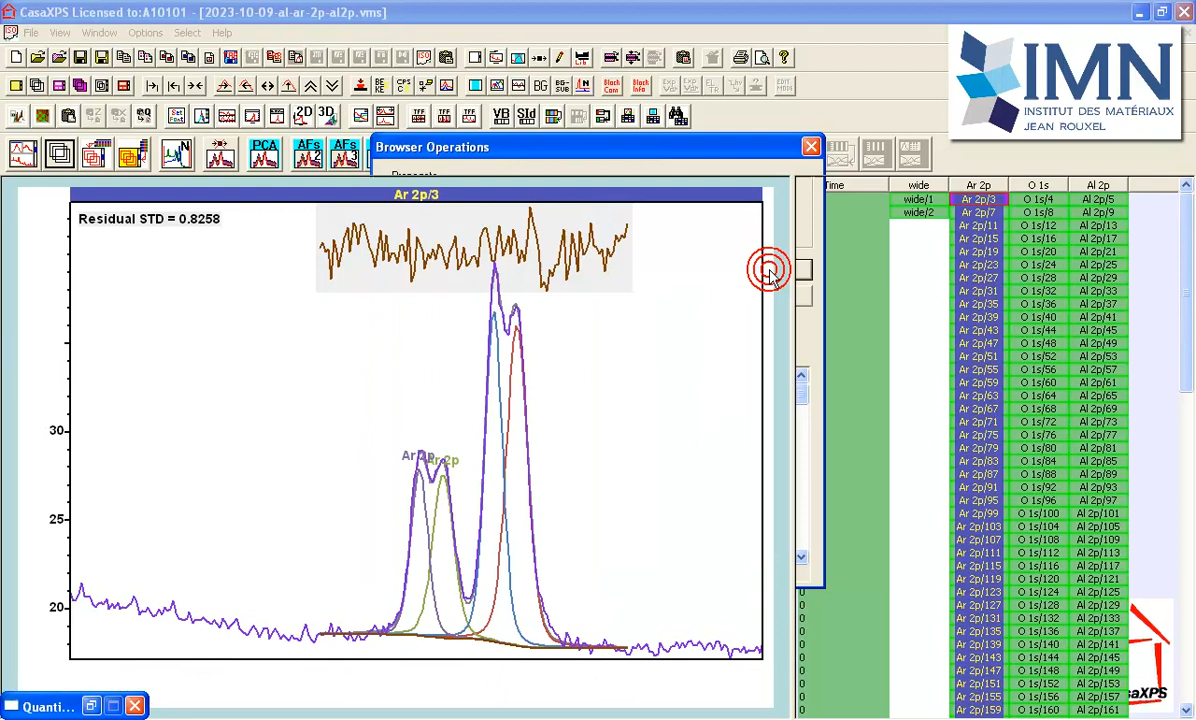 CasaXPS Licensed to:A10101 - [2023-10-09-al-ar-2p-al2p.vms]
File View Window Options Select Help
IMN
INSTITUT DES MATÉRIAUX
JEAN ROUXEL
VB
SId
2D
3D
PCA
AFs
2
AFs
3
Browser Operations
Propagate
Ar 2p/3
Residual STD = 0.8258
Ar 2p
Ar 2p
30
25
20
Time wide Ar 2p O 1s Al 2p
wide/1 Ar 2p/3 O 1s/4 Al 2p/5
wide/2 Ar 2p/7 O 1s/8 Al 2p/9
Ar 2p/11 O 1s/12 Al 2p/13
Ar 2p/15 O 1s/16 Al 2p/17
Ar 2p/19 O 1s/20 Al 2p/21
Ar 2p/23 O 1s/24 Al 2p/25
Ar 2p/27 O 1s/28 Al 2p/29
Ar 2p/31 O 1s/32 Al 2p/33
Ar 2p/35 O 1s/36 Al 2p/37
Ar 2p/39 O 1s/40 Al 2p/41
Ar 2p/43 O 1s/44 Al 2p/45
Ar 2p/47 O 1s/48 Al 2p/49
Ar 2p/51 O 1s/52 Al 2p/53
Ar 2p/55 O 1s/56 Al 2p/57
Ar 2p/59 O 1s/60 Al 2p/61
Ar 2p/63 O 1s/64 Al 2p/65
Ar 2p/67 O 1s/68 Al 2p/69
Ar 2p/71 O 1s/72 Al 2p/73
Ar 2p/75 O 1s/76 Al 2p/77
Ar 2p/79 O 1s/80 Al 2p/81
Ar 2p/83 O 1s/84 Al 2p/85
Ar 2p/87 O 1s/88 Al 2p/89
Ar 2p/91 O 1s/92 Al 2p/93
Ar 2p/95 O 1s/96 Al 2p/97
Ar 2p/99 O 1s/100 Al 2p/101
Ar 2p/103 O 1s/104 Al 2p/105
Ar 2p/107 O 1s/108 Al 2p/109
Ar 2p/111 O 1s/112 Al 2p/113
Ar 2p/115 O 1s/116 Al 2p/117
Ar 2p/119 O 1s/120 Al 2p/121
0 Ar 2p/123 O 1s/124 Al 2p/125
0 Ar 2p/127 O 1s/128 Al 2p/129
0 Ar 2p/131 O 1s/132 Al 2p/133
0 Ar 2p/135 O 1s/136 Al 2p/137
0 Ar 2p/139 O 1s/140 Al 2p/141
0 Ar 2p/143 O 1s/144 Al 2p/145
0 Ar 2p/147 O 1s/148 Al 2p/149
0 Ar 2p/151 O 1s/152 Al 2p/153
0 Ar 2p/155 O 1s/156 Al 2p/157
0 Ar 2p/159 O 1s/160 Al 2p/161
aXPS
Quanti...